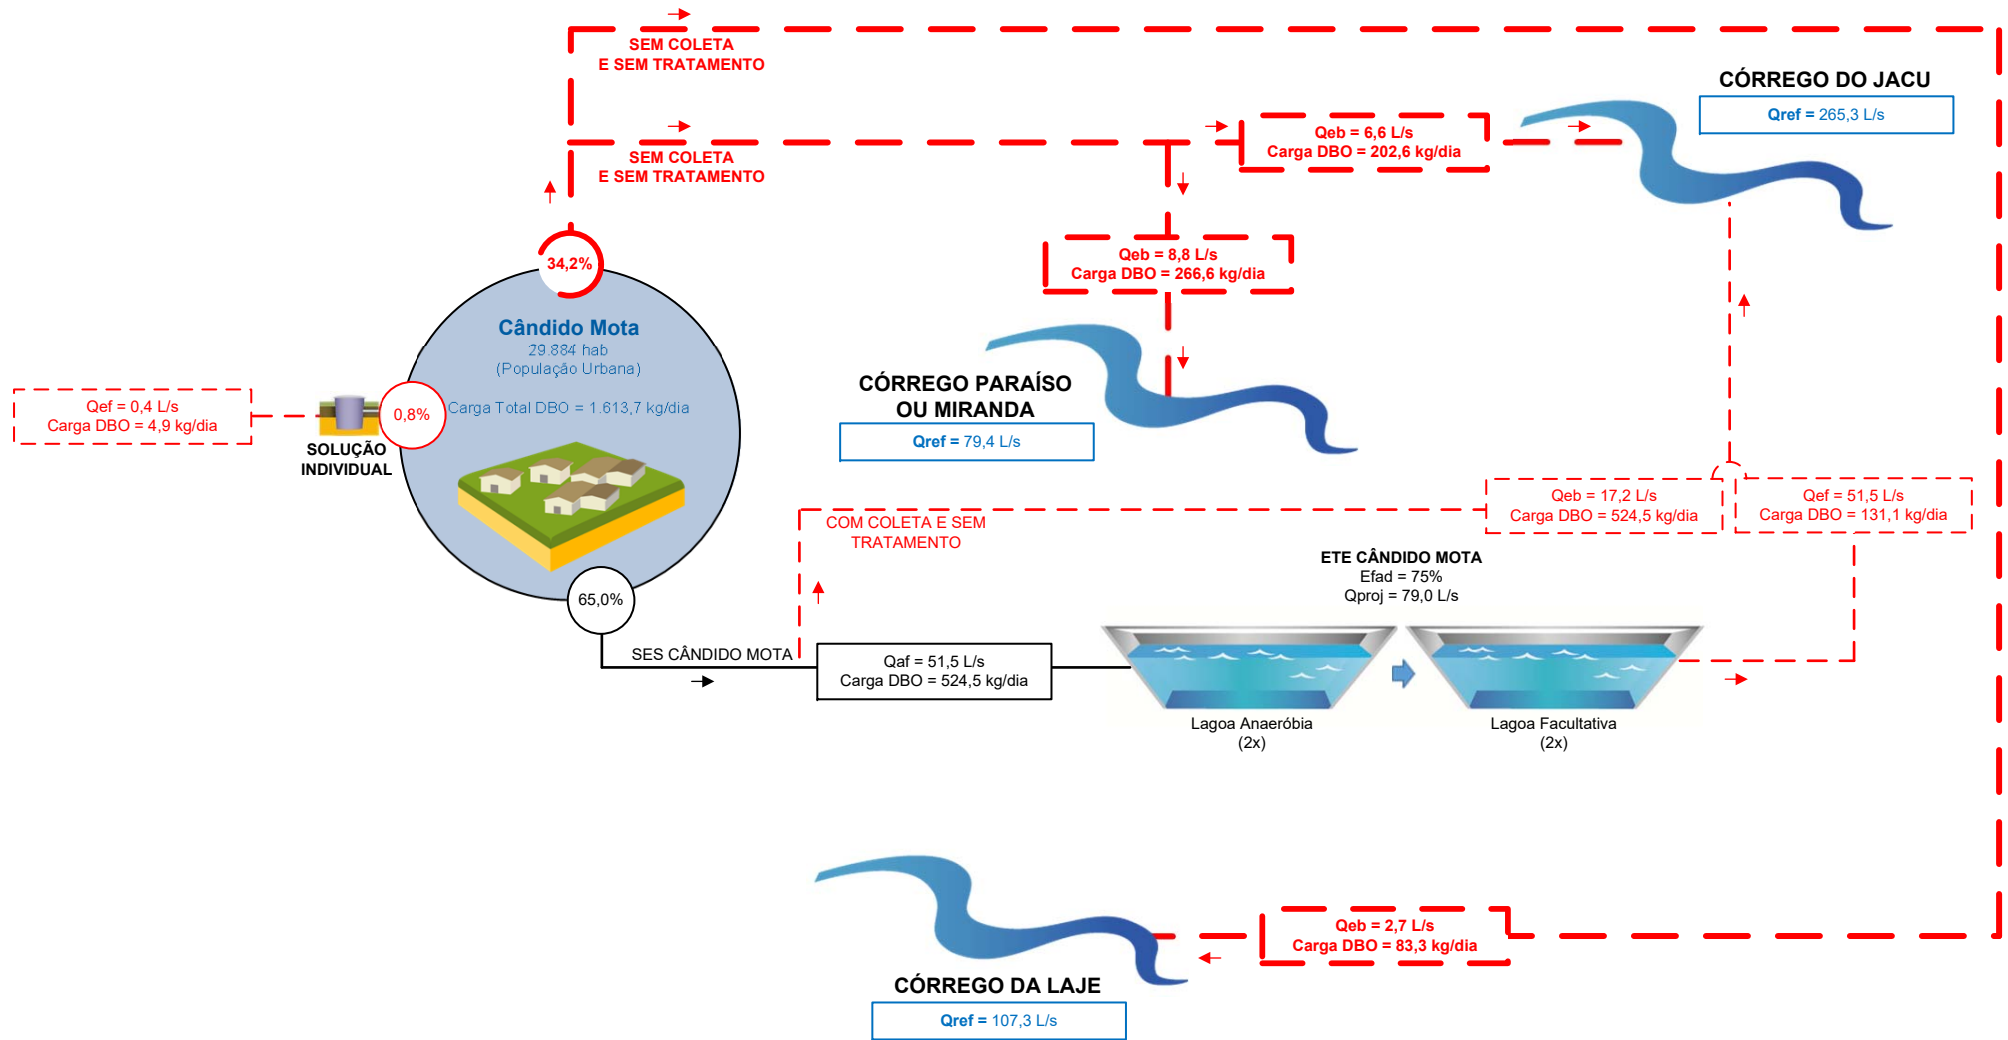 SEM COLETA
E SEM TRATAMENTO
CÓRREGO DO JACU
Qref = 265,3 L/s
Qeb = 6,6 L/s
Carga DBO = 202,6 kg/dia
SEM COLETA
E SEM TRATAMENTO
34,2%
Qeb = 8,8 L/s
Carga DBO = 266,6 kg/dia
Cândido Mota
29.884 hab
(População Urbana)
Carga Total DBO = 1.613,7 kg/dia
CÓRREGO PARAÍSO
OU MIRANDA
Qref = 79,4 L/s
Qef = 0,4 L/s
Carga DBO = 4,9 kg/dia
0,8%
SOLUÇÃO
INDIVIDUAL
Qeb = 17,2 L/s
Carga DBO = 524,5 kg/dia
Qef = 51,5 L/s
Carga DBO = 131,1 kg/dia
COM COLETA E SEM
TRATAMENTO
ETE CÂNDIDO MOTA
Efad = 75%
Qproj = 79,0 L/s
65,0%
SES CÂNDIDO MOTA
Qaf = 51,5 L/s
Carga DBO = 524,5 kg/dia
Lagoa Anaeróbia
(2x)
Lagoa Facultativa
(2x)
Qeb = 2,7 L/s
Carga DBO = 83,3 kg/dia
CÓRREGO DA LAJE
Qref = 107,3 L/s